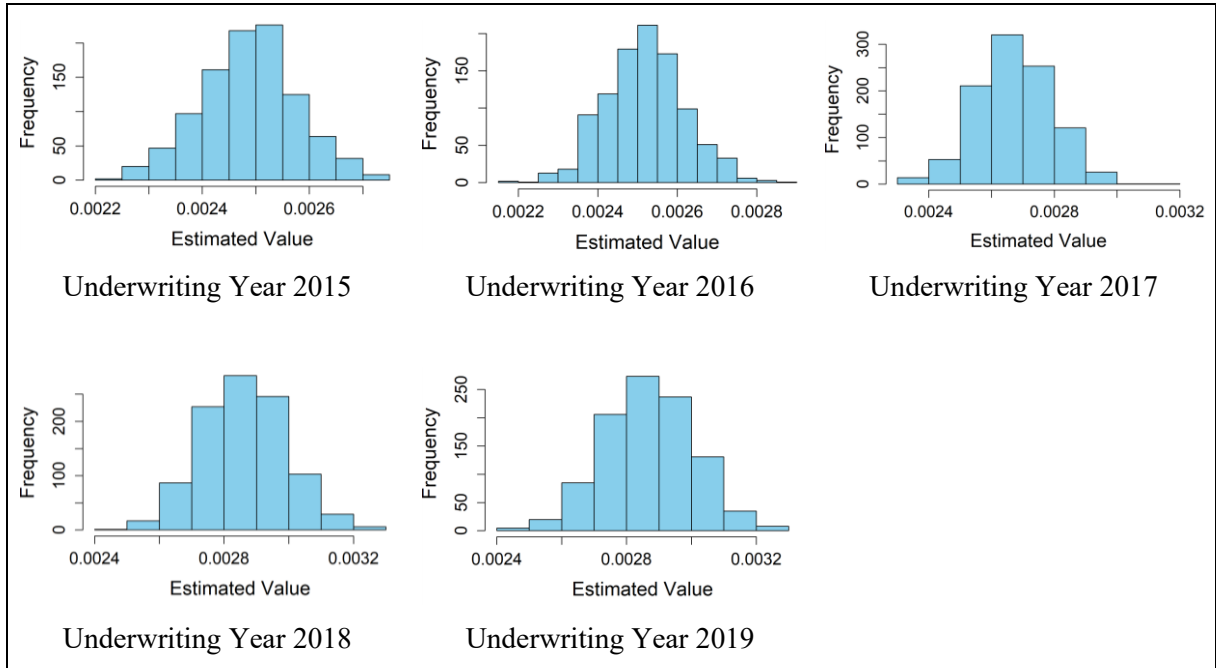 Frequency
150
50
0
0.0022 0.0024 0.0026
Estimated Value
Underwriting Year 2015
Frequency
150
50
0
0.0022 0.0024 0.0026 0.0028
Estimated Value
Underwriting Year 2016
Frequency
300
200
100
0
0.0024 0.0028 0.0032
Estimated Value
Underwriting Year 2017
Frequency
200
100
0
0.0024 0.0028 0.0032
Estimated Value
Underwriting Year 2018
Frequency
250
150
50
0
0.0024 0.0028 0.0032
Estimated Value
Underwriting Year 2019